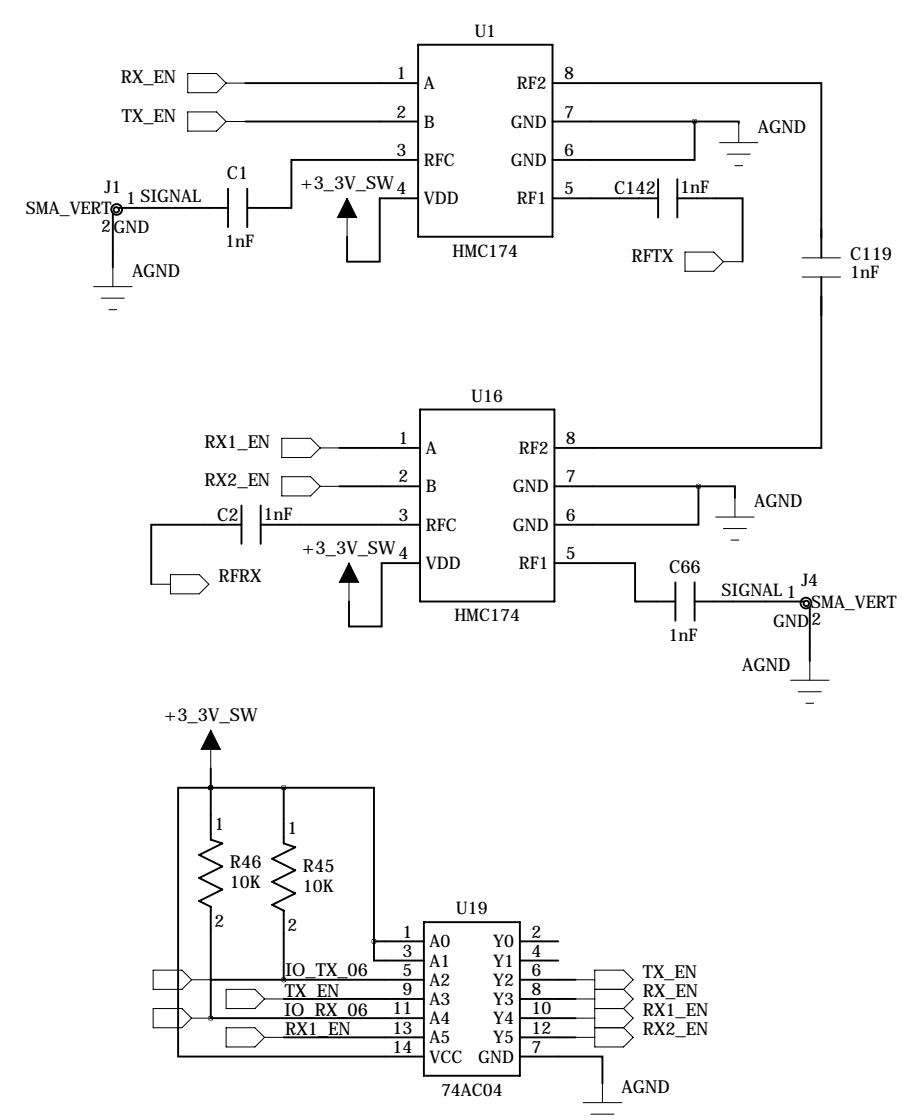 U1
RX_EN 1 A RF2 8
TX_EN 2 B GND 7 AGND
3 RFC GND 6
+3_3V_SW 4 VDD RF1 5
HMC174
C1
1nF
J1
SMA_VERT 1 SIGNAL
2 GND
AGND
C142 1nF
RFTX
C119
1nF
U16
RX1_EN 1 A RF2 8
RX2_EN 2 B GND 7 AGND
3 RFC GND 6
+3_3V_SW 4 VDD RF1 5
HMC174
C2 1nF
RFRX
C66
1nF
J4
SIGNAL 1 SMA_VERT
GND 2
AGND
+3_3V_SW
1
R46
10K
2
1
R45
10K
2
U19
1 A0 Y0 2
3 A1 Y1 4
IO_TX_06 5 A2 Y2 6 TX_EN
TX_EN 9 A3 Y3 8 RX_EN
IO_RX_06 11 A4 Y4 10 RX1_EN
RX1_EN 13 A5 Y5 12 RX2_EN
14 VCC GND 7
74AC04
AGND